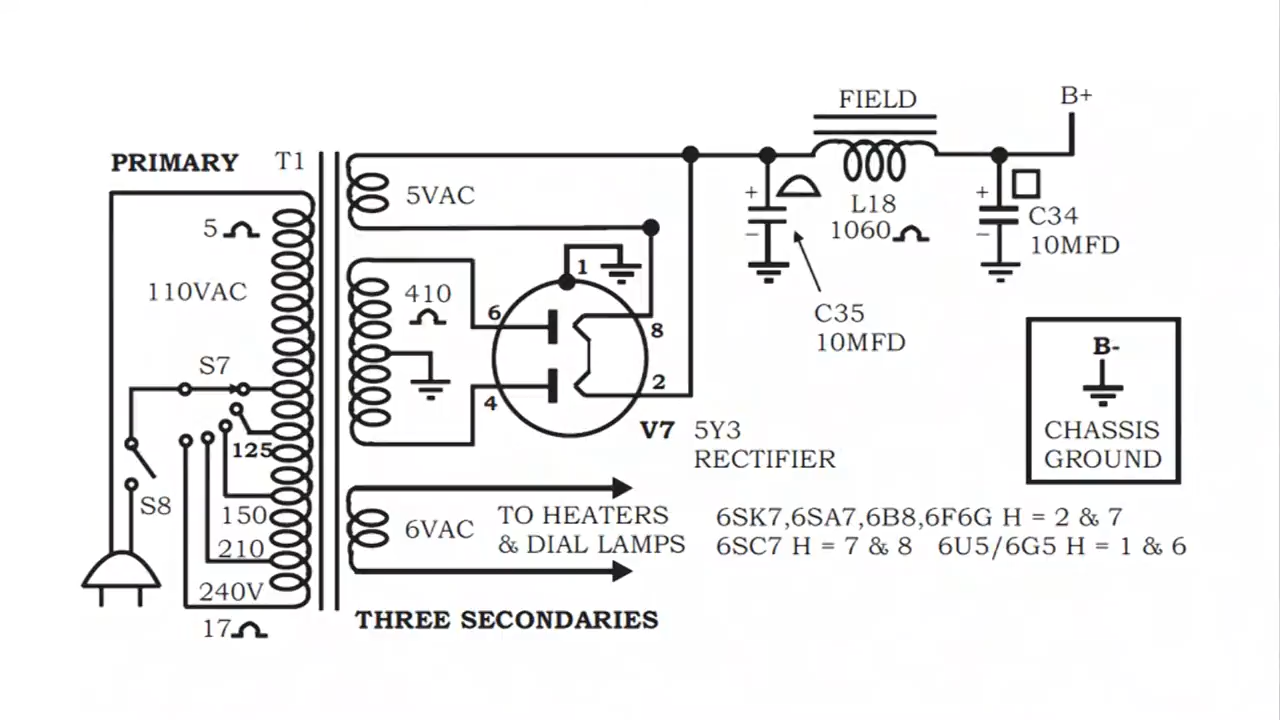 FIELD
B+
PRIMARY
T1
5VAC
5
L18
1060
+
−
+
−
C34
10MFD
110VAC
410
1
6
8
C35
10MFD
S7
4
2
B-
CHASSIS
GROUND
125
V7 5Y3
RECTIFIER
S8
150
210
240V
17
6VAC
TO HEATERS
& DIAL LAMPS
6SK7,6SA7,6B8,6F6G H = 2 & 7
6SC7 H = 7 & 8 6U5/6G5 H = 1 & 6
THREE SECONDARIES